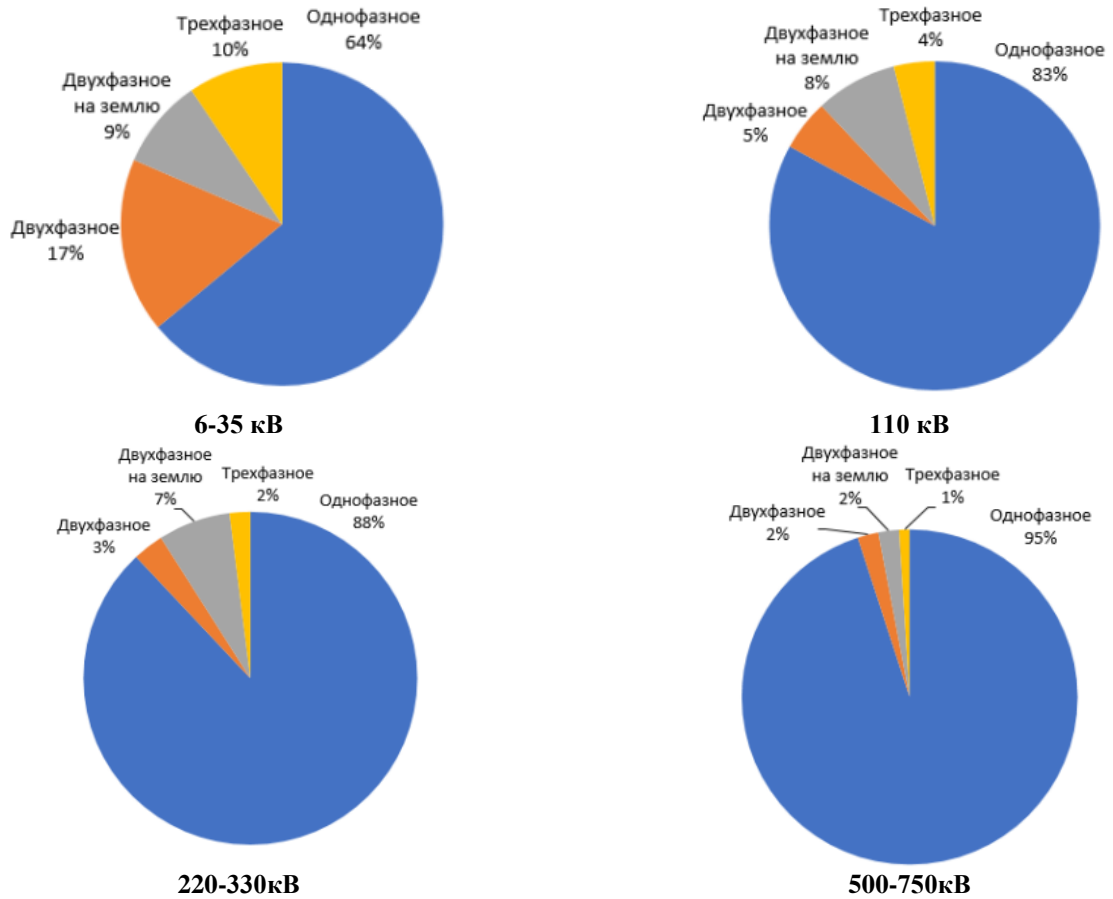 Однофазное
64%
Трехфазное
10%
Двухфазное
на землю
9%
Двухфазное
17%
6-35 кВ
Трехфазное
4%
Однофазное
83%
Двухфазное
на землю
8%
Двухфазное
5%
110 кВ
Двухфазное
на землю
7%
Трехфазное
2%
Однофазное
88%
Двухфазное
3%
220-330кВ
Двухфазное
на землю
2%
Трехфазное
1%
Однофазное
95%
Двухфазное
2%
500-750кВ